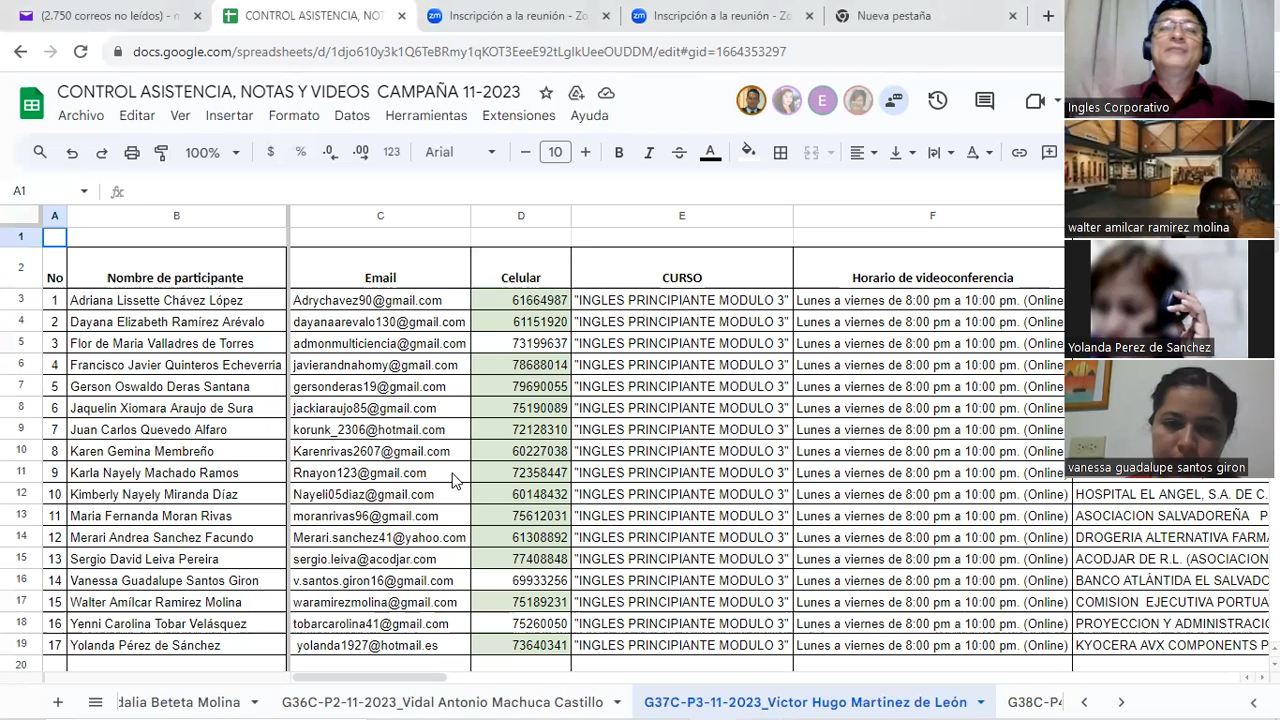 (2.750 correos no leídos) - n
CONTROL ASISTENCIA, NOT
Inscripción a la reunión - Zo
Inscripción a la reunión - Zo
Nueva pestaña
docs.google.com/spreadsheets/d/1djo610y3k1Q6TeBRmy1qKOT3EeeE92tLgIkUeeOUDDM/edit#gid=1664353297
CONTROL ASISTENCIA, NOTAS Y VIDEOS CAMPAÑA 11-2023
E
Archivo Editar Ver Insertar Formato Datos Herramientas Extensiones Ayuda
100% $ % .0 .00 123 Arial 10 B I A
A1 fx
A B C D E F
1
2 No Nombre de participante Email Celular CURSO Horario de videoconferencia
3 1 Adriana Lissette Chávez López Adrychavez90@gmail.com 61664987 "INGLES PRINCIPIANTE MODULO 3" Lunes a viernes de 8:00 pm a 10:00 pm. (Online
4 2 Dayana Elizabeth Ramírez Arévalo dayanaarevalo130@gmail.com 61151920 "INGLES PRINCIPIANTE MODULO 3" Lunes a viernes de 8:00 pm a 10:00 pm. (Online
5 3 Flor de Maria Valladres de Torres admonmulticiencia@gmail.com 73199637 "INGLES PRINCIPIANTE MODULO 3" Lunes a viernes de 8:00 pm a 10:00 pm. (Online
6 4 Francisco Javier Quinteros Echeverria javierandnahomy@gmail.com 78688014 "INGLES PRINCIPIANTE MODULO 3" Lunes a viernes de 8:00 pm a 10:00 pm. (Online
7 5 Gerson Oswaldo Deras Santana gersonderas19@gmail.com 79690055 "INGLES PRINCIPIANTE MODULO 3" Lunes a viernes de 8:00 pm a 10:00 pm. (Online
8 6 Jaquelin Xiomara Araujo de Sura jackiaraujo85@gmail.com 75190089 "INGLES PRINCIPIANTE MODULO 3" Lunes a viernes de 8:00 pm a 10:00 pm. (Online
9 7 Juan Carlos Quevedo Alfaro korunk_2306@hotmail.com 72128310 "INGLES PRINCIPIANTE MODULO 3" Lunes a viernes de 8:00 pm a 10:00 pm. (Online
10 8 Karen Gemina Membreño Karenrivas2607@gmail.com 60227038 "INGLES PRINCIPIANTE MODULO 3" Lunes a viernes de 8:00 pm a 10:00 pm. (Online
11 9 Karla Nayely Machado Ramos Rnayon123@gmail.com 72358447 "INGLES PRINCIPIANTE MODULO 3" Lunes a viernes de 8:00 pm a 10:00 pm. (Online
12 10 Kimberly Nayely Miranda Díaz Nayeli05diaz@gmail.com 60148432 "INGLES PRINCIPIANTE MODULO 3" Lunes a viernes de 8:00 pm a 10:00 pm. (Online) HOSPITAL EL ANGEL, S.A. DE C.
13 11 Maria Fernanda Moran Rivas moranrivas96@gmail.com 75612031 "INGLES PRINCIPIANTE MODULO 3" Lunes a viernes de 8:00 pm a 10:00 pm. (Online) ASOCIACION SALVADOREÑA P
14 12 Merari Andrea Sanchez Facundo Merari.sanchez41@yahoo.com 61308892 "INGLES PRINCIPIANTE MODULO 3" Lunes a viernes de 8:00 pm a 10:00 pm. (Online) DROGERIA ALTERNATIVA FARMA
15 13 Sergio David Leiva Pereira sergio.leiva@acodjar.com 77408848 "INGLES PRINCIPIANTE MODULO 3" Lunes a viernes de 8:00 pm a 10:00 pm. (Online) ACODJAR DE R.L. (ASOCIACION
16 14 Vanessa Guadalupe Santos Giron v.santos.giron16@gmail.com 69933256 "INGLES PRINCIPIANTE MODULO 3" Lunes a viernes de 8:00 pm a 10:00 pm. (Online) BANCO ATLÁNTIDA EL SALVADO
17 15 Walter Amílcar Ramirez Molina waramirezmolina@gmail.com 75189231 "INGLES PRINCIPIANTE MODULO 3" Lunes a viernes de 8:00 pm a 10:00 pm. (Online) COMISION EJECUTIVA PORTUA
18 16 Yenni Carolina Tobar Velásquez tobarcarolina41@gmail.com 75260050 "INGLES PRINCIPIANTE MODULO 3" Lunes a viernes de 8:00 pm a 10:00 pm. (Online) PROYECCION Y ADMINISTRACIO
19 17 Yolanda Pérez de Sánchez yolanda1927@hotmail.es 73640341 "INGLES PRINCIPIANTE MODULO 3" Lunes a viernes de 8:00 pm a 10:00 pm. (Online) KYOCERA AVX COMPONENTS P
20
dalia Beteta Molina G36C-P2-11-2023_Vidal Antonio Machuca Castillo G37C-P3-11-2023_Víctor Hugo Martinez de León G38C-P4
Ingles Corporativo
walter amilcar ramirez molina
Yolanda Perez de Sanchez
vanessa guadalupe santos giron